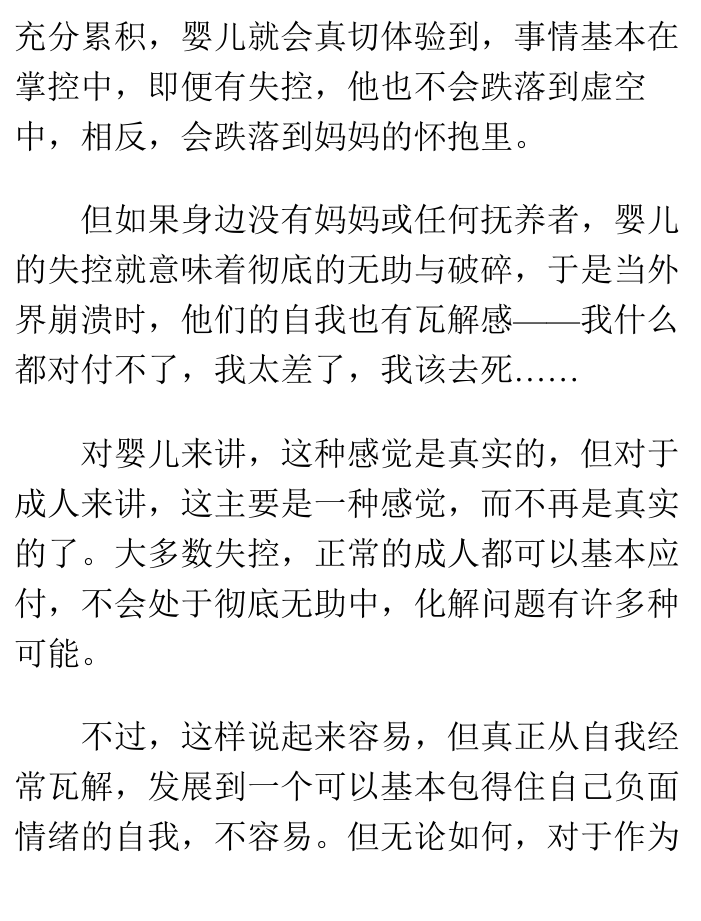 充分累积，婴儿就会真切体验到，事情基本在
掌控中，即便有失控，他也不会跌落到虚空
中，相反，会跌落到妈妈的怀抱里。
但如果身边没有妈妈或任何抚养者，婴儿
的失控就意味着彻底的无助与破碎，于是当外
界崩溃时，他们的自我也有瓦解感——我什么
都对付不了，我太差了，我该去死……
对婴儿来讲，这种感觉是真实的，但对于
成人来讲，这主要是一种感觉，而不再是真实
的了。大多数失控，正常的成人都可以基本应
付，不会处于彻底无助中，化解问题有许多种
可能。
不过，这样说起来容易，但真正从自我经
常瓦解，发展到一个可以基本包得住自己负面
情绪的自我，不容易。但无论如何，对于作为